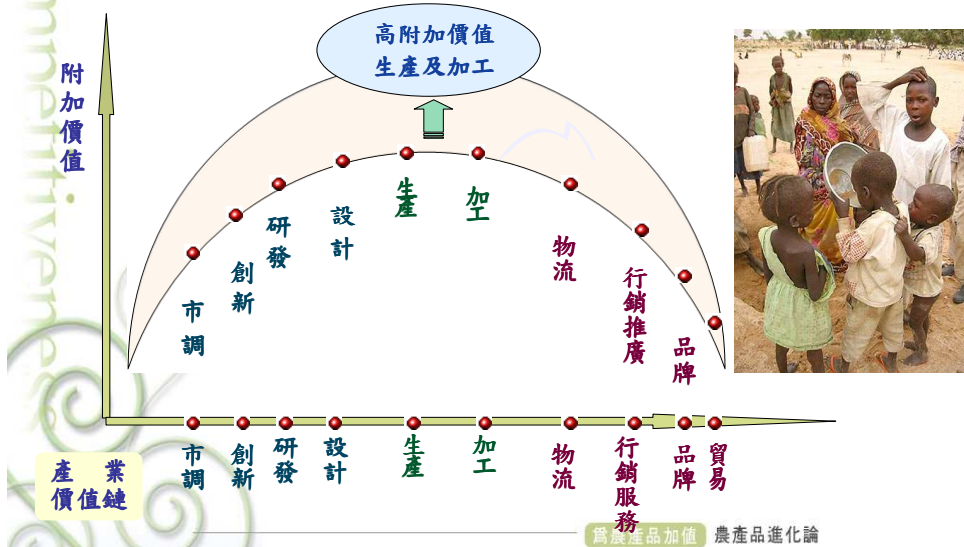 mpetitiveness
附加價值
高附加價值
生產及加工
市調
創新
研發
設計
生產
加工
物流
行銷推廣
品牌
市調
創新
研發
設計
生產
加工
物流
行銷服務
品牌
貿易
產業
價值鏈
為農產品加值 農產品進化論